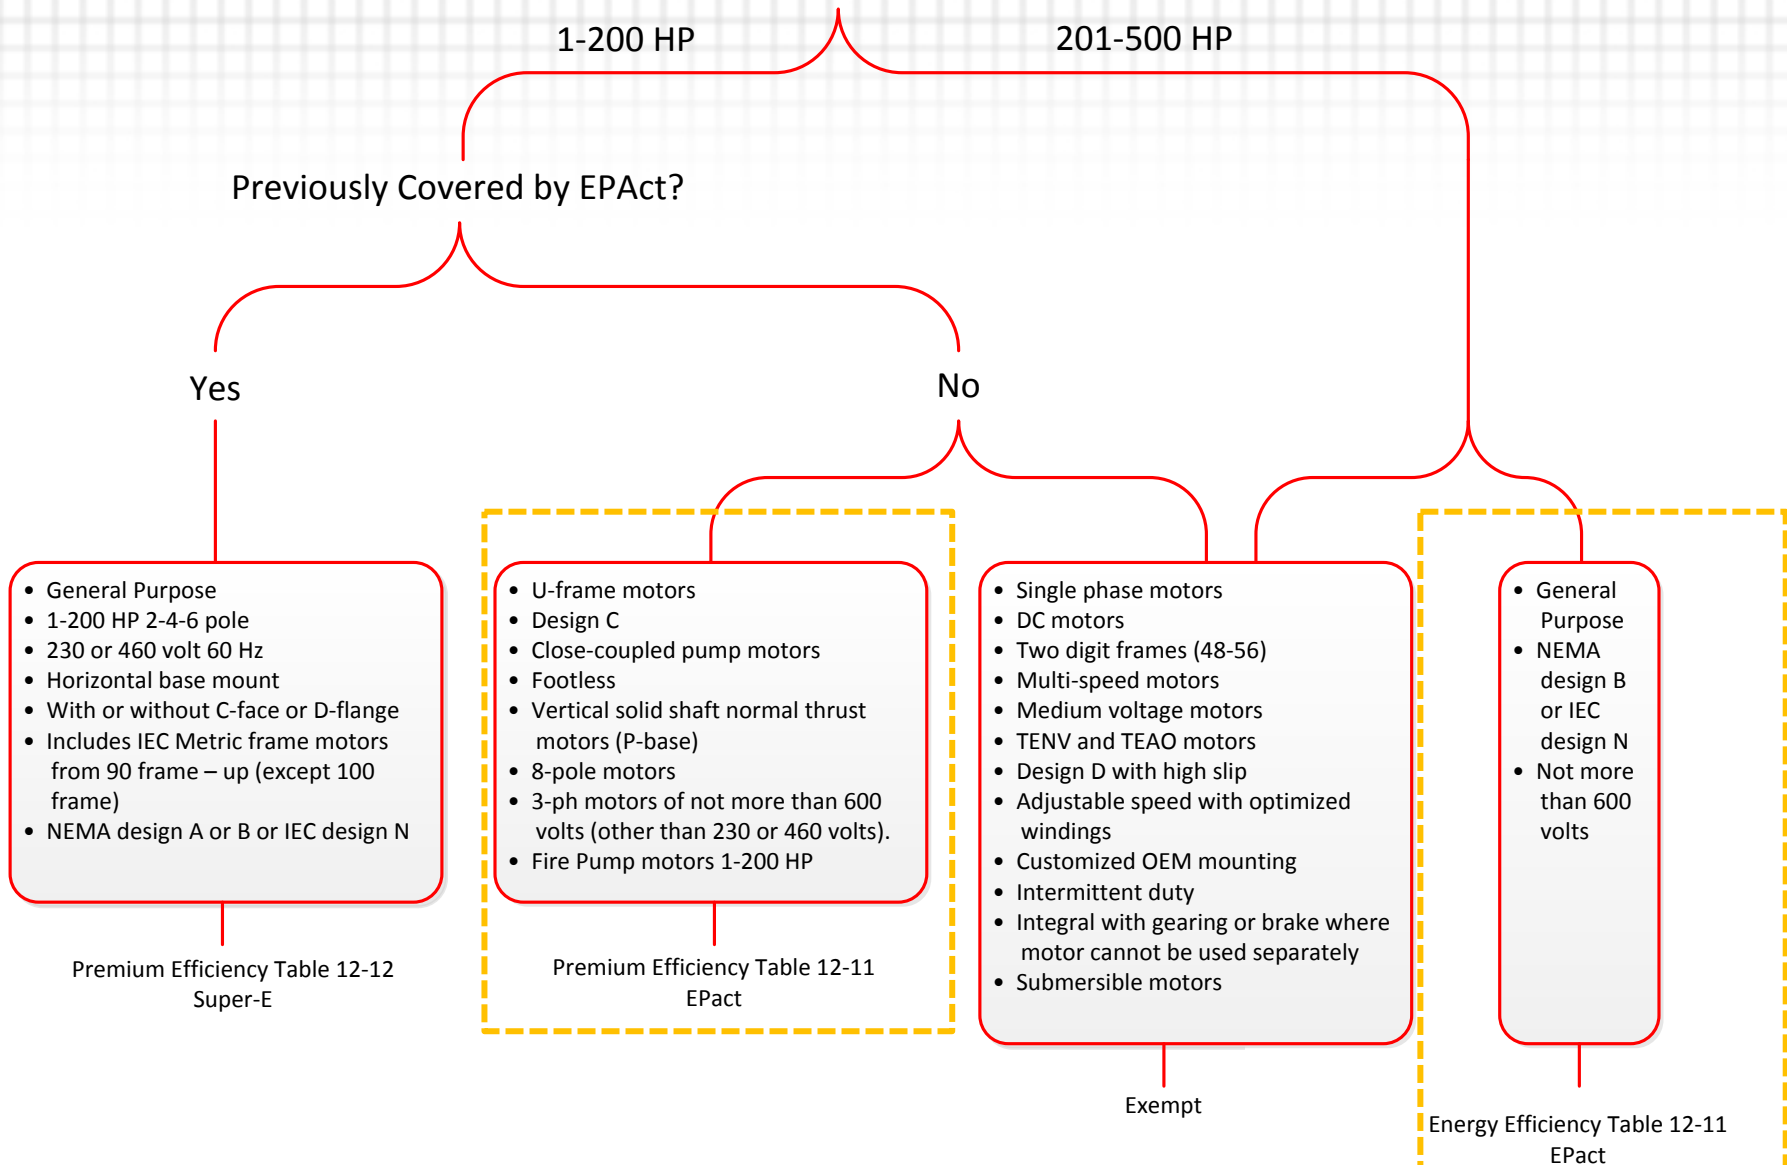 1-200 HP
201-500 HP
Previously Covered by EPAct?
Yes
No
• General Purpose
• 1-200 HP 2-4-6 pole
• 230 or 460 volt 60 Hz
• Horizontal base mount
• With or without C-face or D-flange
• Includes IEC Metric frame motors
from 90 frame – up (except 100
frame)
• NEMA design A or B or IEC design N
Premium Efficiency Table 12-12
Super-E
• U-frame motors
• Design C
• Close-coupled pump motors
• Footless
• Vertical solid shaft normal thrust
motors (P-base)
• 8-pole motors
• 3-ph motors of not more than 600
volts (other than 230 or 460 volts).
• Fire Pump motors 1-200 HP
Premium Efficiency Table 12-11
EPact
• Single phase motors
• DC motors
• Two digit frames (48-56)
• Multi-speed motors
• Medium voltage motors
• TENV and TEAO motors
• Design D with high slip
• Adjustable speed with optimized
windings
• Customized OEM mounting
• Intermittent duty
• Integral with gearing or brake where
motor cannot be used separately
• Submersible motors
Exempt
• General
Purpose
• NEMA
design B
or IEC
design N
• Not more
than 600
volts
Energy Efficiency Table 12-11
EPact